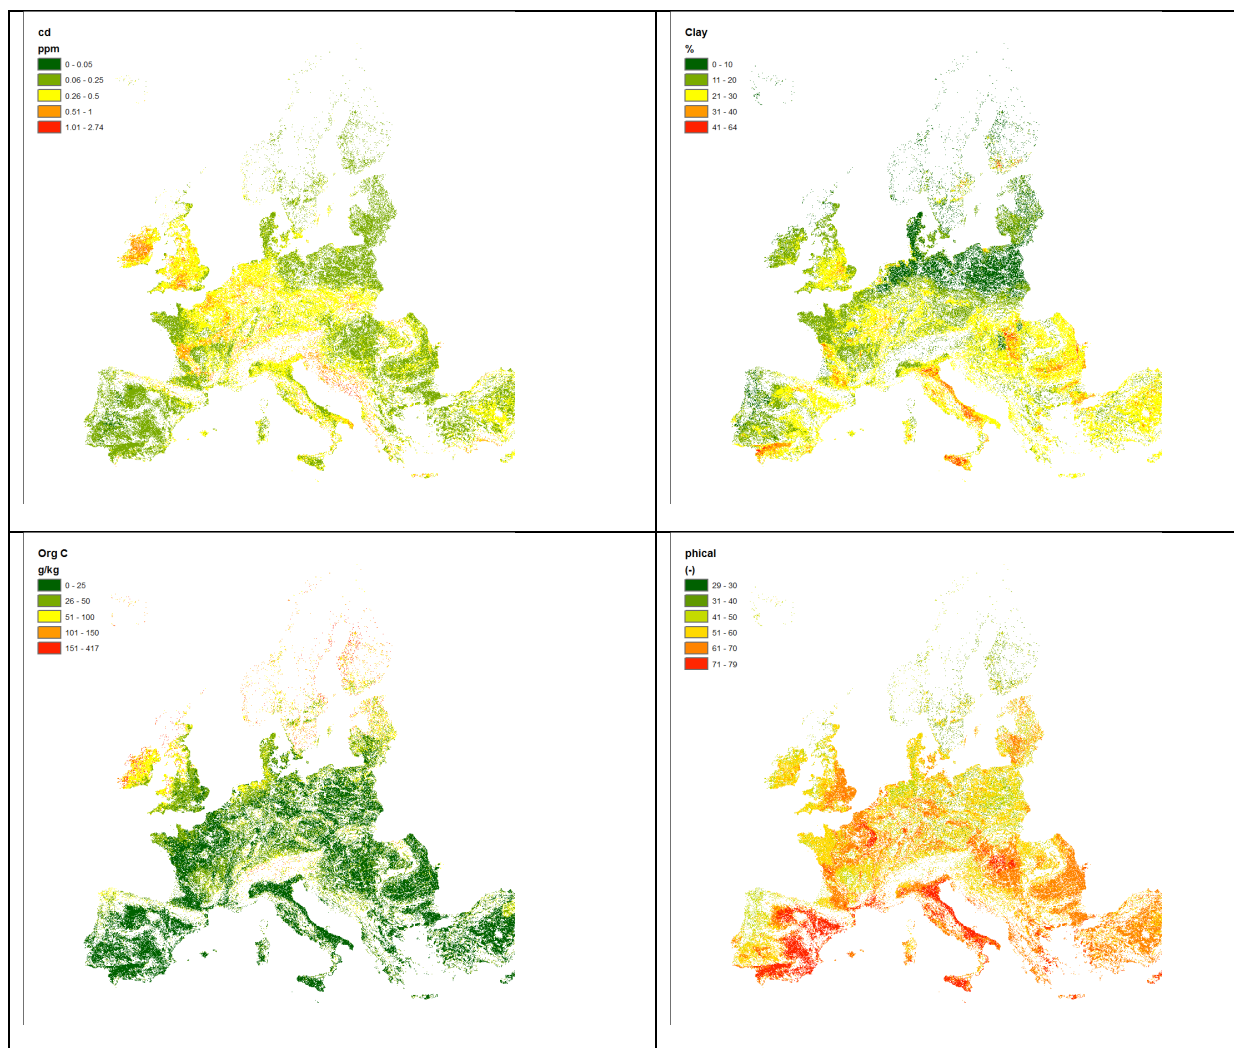 cd
ppm
0 - 0.05
0.06 - 0.25
0.26 - 0.5
0.51 - 1
1.01 - 2.74
Clay
%
0 - 10
11 - 20
21 - 30
31 - 40
41 - 64
Org C
g/kg
0 - 25
26 - 50
51 - 100
101 - 150
151 - 417
phical
(-)
29 - 30
31 - 40
41 - 50
51 - 60
61 - 70
71 - 79